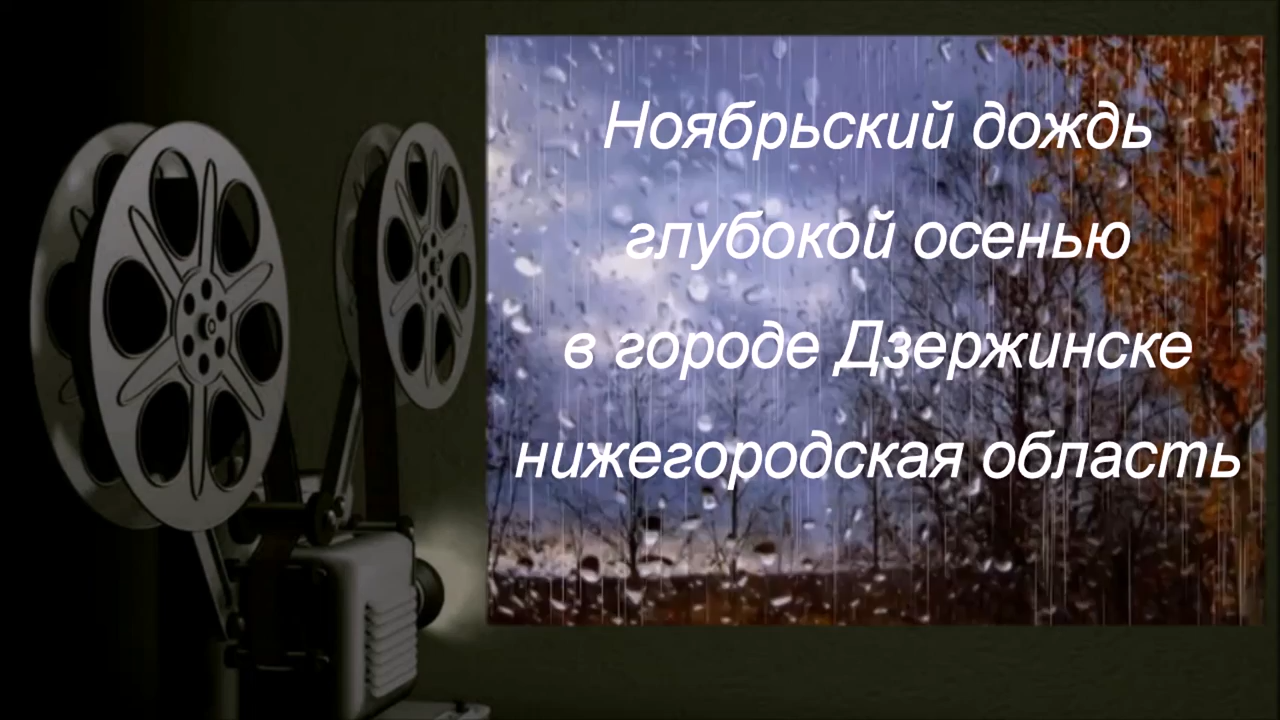 Ноябрьский дождь
глубокой осенью
в городе Дзержинске
нижегородская область